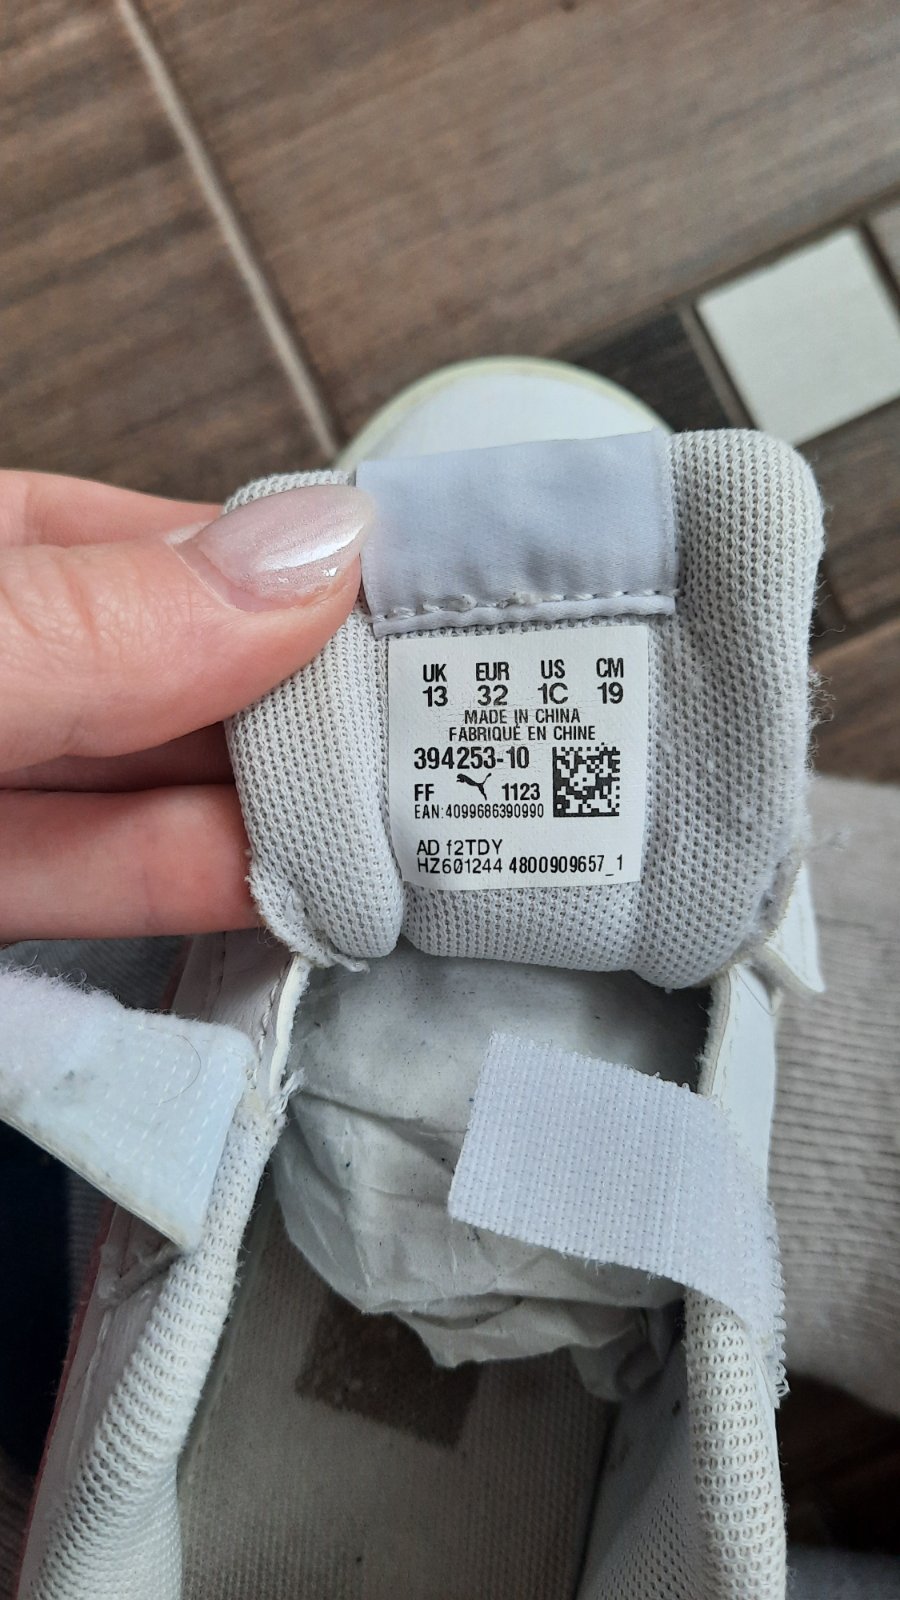 UK EUR US CM
13 32 1C 19
MADE IN CHINA
FABRIQUÉ EN CHINE
394253-10
FF 1123
EAN:4099686390990
AD f2TDY
HZ601244 4800909657_1